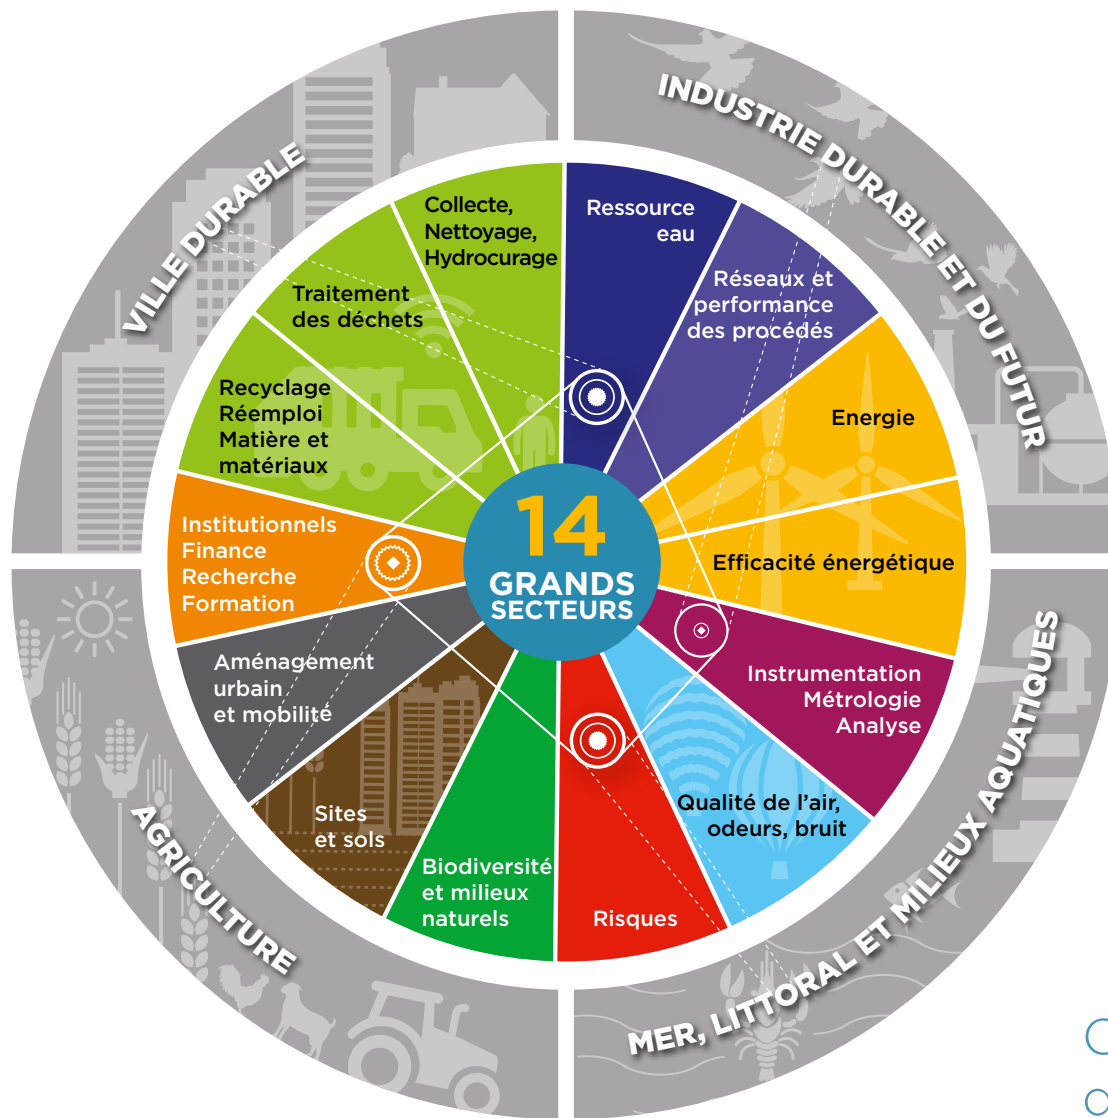 VILLE DURABLE
INDUSTRIE DURABLE ET DU FUTUR
MER, LITTORAL ET MILIEUX AQUATIQUES
AGRICULTURE
14
GRANDS
SECTEURS
Ressource
eau
Réseaux et
performance
des procédés
Energie
Efficacité énergétique
Instrumentation
Métrologie
Analyse
Qualité de l’air,
odeurs, bruit
Risques
Biodiversité
et milieux
naturels
Sites
et sols
Aménagement
urbain
et mobilité
Institutionnels
Finance
Recherche
Formation
Recyclage
Réemploi
Matière et
matériaux
Traitement
des déchets
Collecte,
Nettoyage,
Hydrocurage